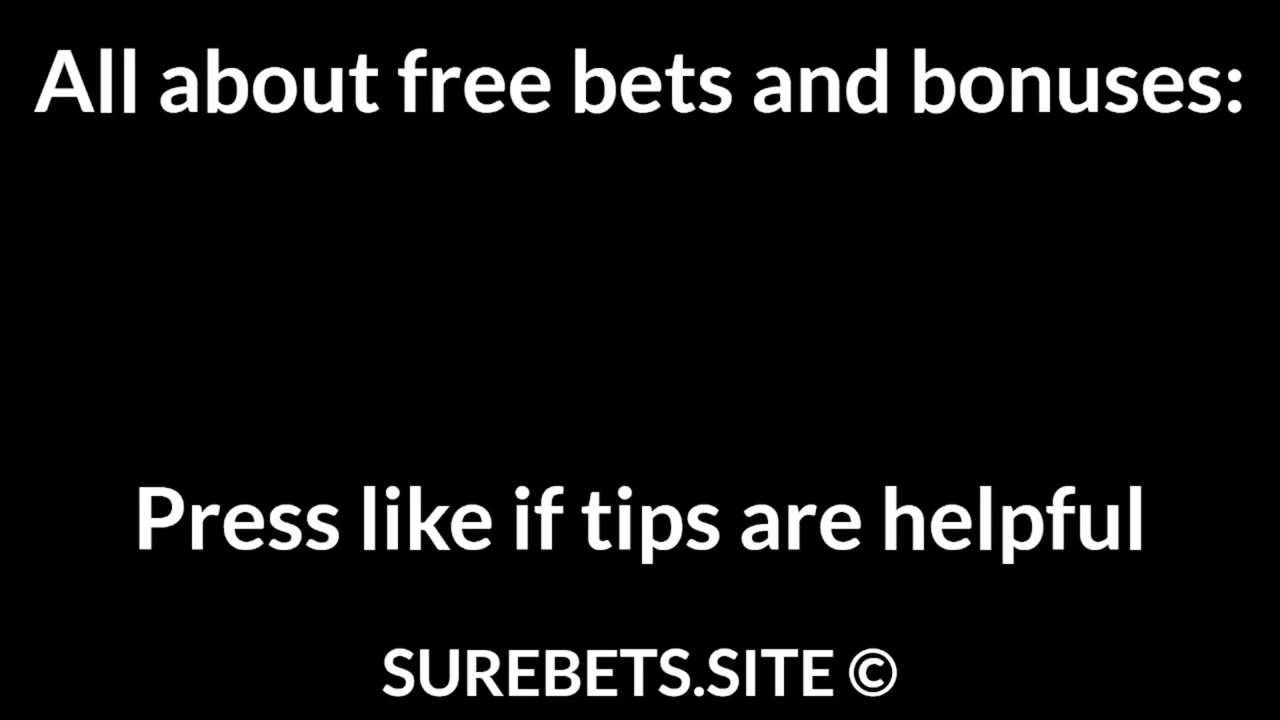 All about free bets and bonuses:
Press like if tips are helpful
SUREBETS.SITE ©